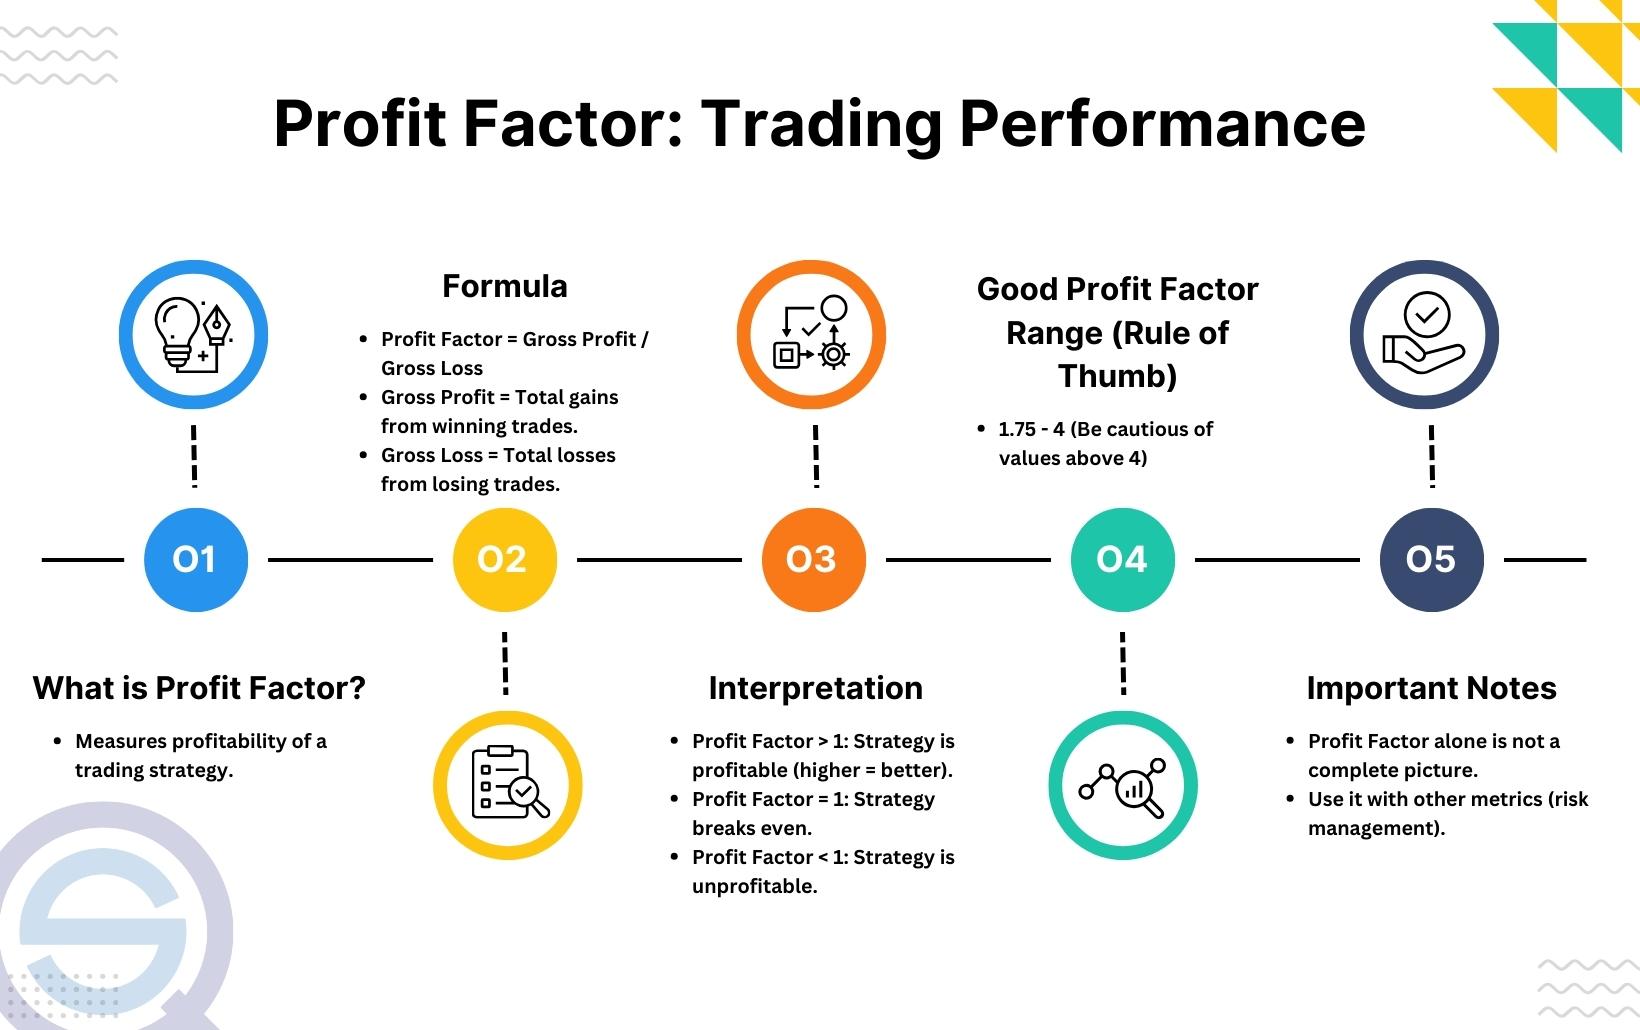 Profit Factor: Trading Performance
Formula
• Profit Factor = Gross Profit /
Gross Loss
• Gross Profit = Total gains
from winning trades.
• Gross Loss = Total losses
from losing trades.
Good Profit Factor
Range (Rule of
Thumb)
• 1.75 - 4 (Be cautious of
values above 4)
01
02
03
04
05
What is Profit Factor?
• Measures profitability of a
trading strategy.
Interpretation
• Profit Factor > 1: Strategy is
profitable (higher = better).
• Profit Factor = 1: Strategy
breaks even.
• Profit Factor < 1: Strategy is
unprofitable.
Important Notes
• Profit Factor alone is not a
complete picture.
• Use it with other metrics (risk
management).